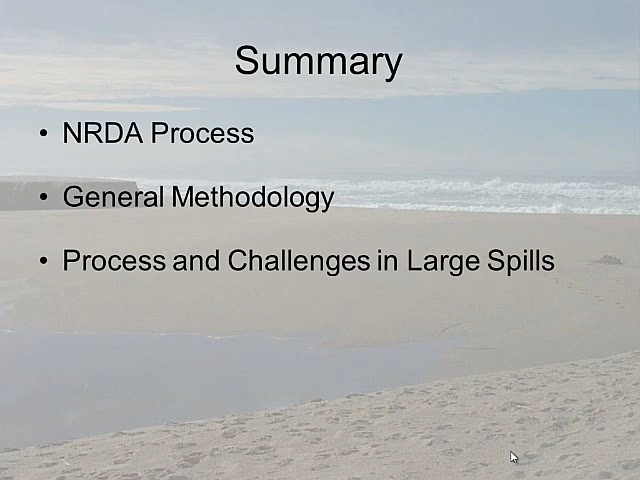 Summary
• NRDA Process
• General Methodology
• Process and Challenges in Large Spills